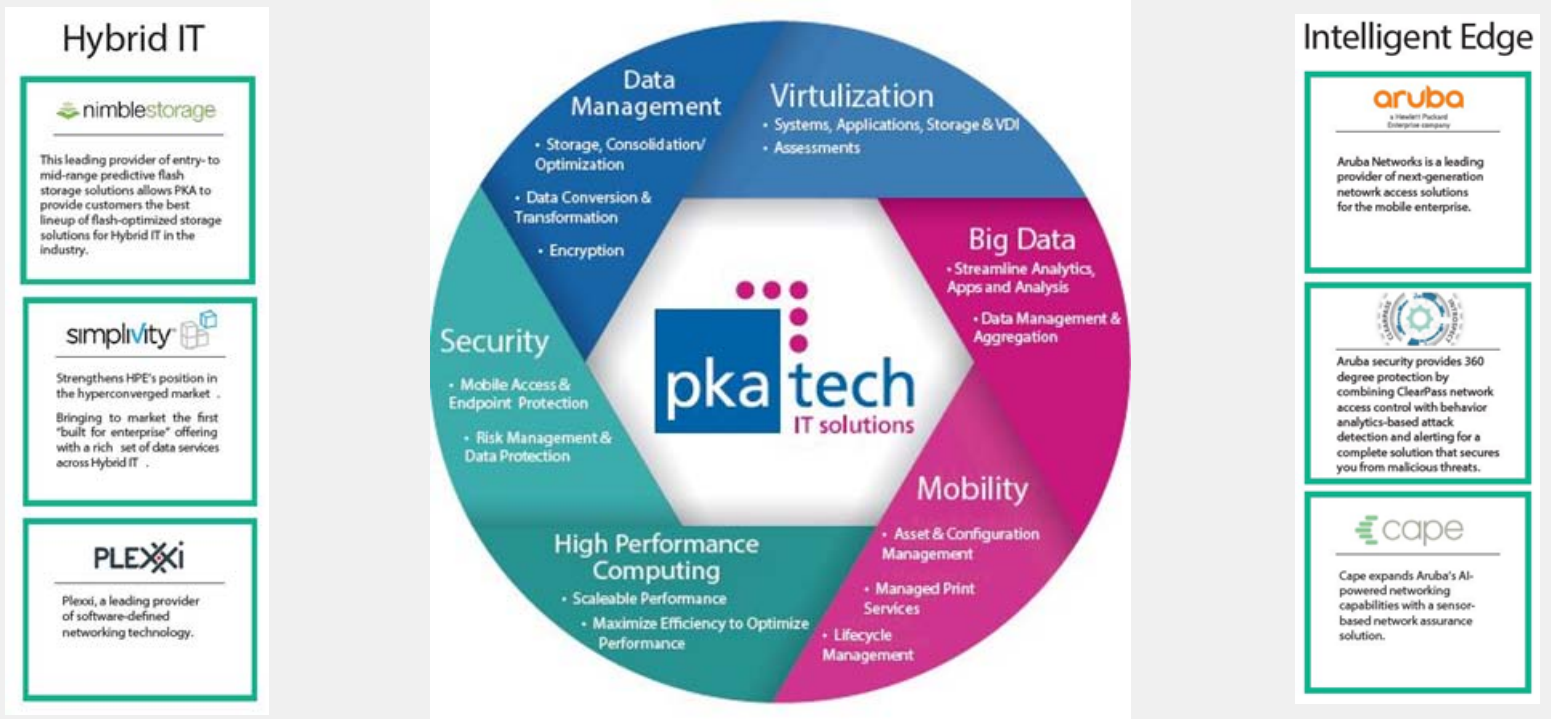 Hybrid IT
nimblestorage
This leading provider of entry- to
mid-range predictive flash
storage solutions allows PKA to
provide customers the best
lineup of flash-optimized storage
solutions for Hybrid IT in the
industry.
simplivity
Strengthens HPE's position in
the hyperconverged market .
Bringing to market the first
"built for enterprise" offering
with a rich set of data services
across Hybrid IT .
PLEXXI
Plexxi, a leading provider
of software-defined
networking technology.
Data
Management
• Storage, Consolidation/
Optimization
• Data Conversion &
Transformation
• Encryption
Virtulization
• Systems, Applications, Storage & VDI
• Assessments
Big Data
• Streamline Analytics,
Apps and Analysis
• Data Management &
Aggregation
Security
• Mobile Access &
Endpoint Protection
• Risk Management &
Data Protection
pka tech
IT solutions
Mobility
• Asset & Configuration
Management
• Managed Print
Services
• Lifecycle
Management
High Performance
Computing
• Scaleable Performance
• Maximize Efficiency to Optimize
Performance
Intelligent Edge
aruba
a Hewlett Packard
Enterprise company
Aruba Networks is a leading
provider of next-generation
netowrk access solutions
for the mobile enterprise.
CLEARPASS
INTROSPECT
Aruba security provides 360
degree protection by
combining ClearPass network
access control with behavior
analytics-based attack
detection and alerting for a
complete solution that secures
you from malicious threats.
cape
Cape expands Aruba's AI-
powered networking
capabilities with a sensor-
based network assurance
solution.